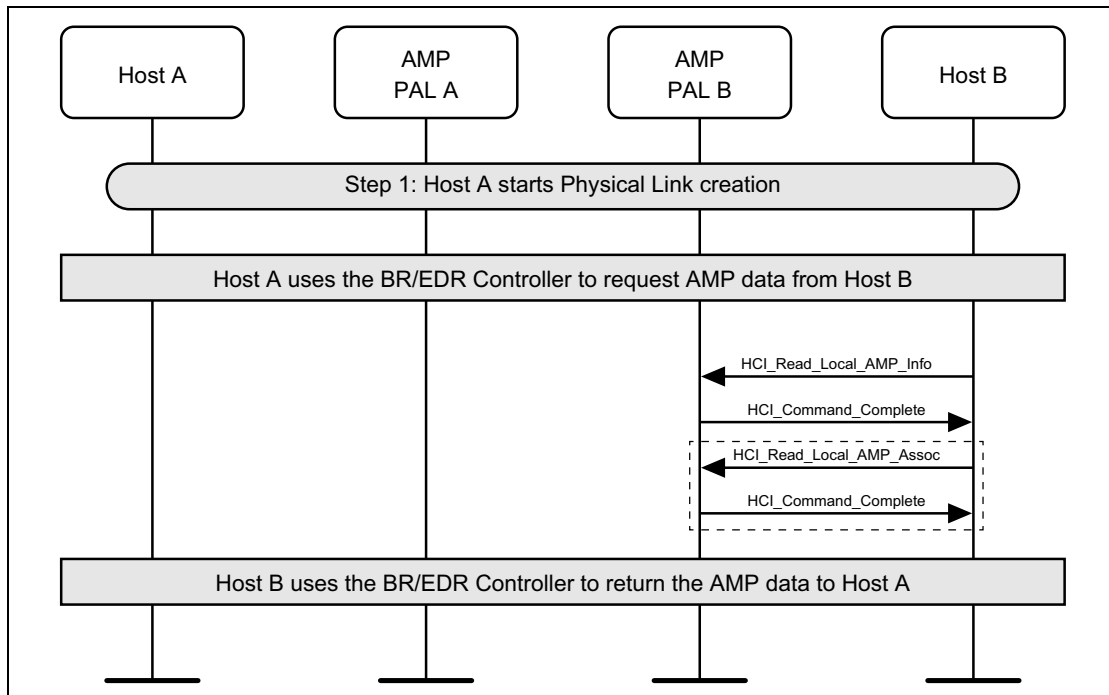 Host A
AMP
PAL A
AMP
PAL B
Host B
Step 1: Host A starts Physical Link creation
Host A uses the BR/EDR Controller to request AMP data from Host B
HCI_Read_Local_AMP_Info
HCI_Command_Complete
HCI_Read_Local_AMP_Assoc
HCI_Command_Complete
Host B uses the BR/EDR Controller to return the AMP data to Host A